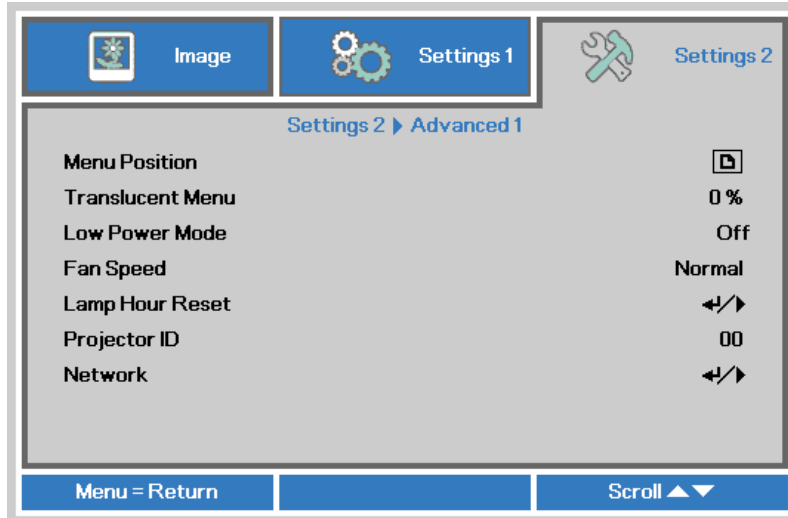 Image
Settings 1
Settings 2
Settings 2 ▶ Advanced 1
Menu Position
Translucent Menu 0 %
Low Power Mode Off
Fan Speed Normal
Lamp Hour Reset ↵/▶
Projector ID 00
Network ↵/▶
Menu = Return
Scroll ▲▼